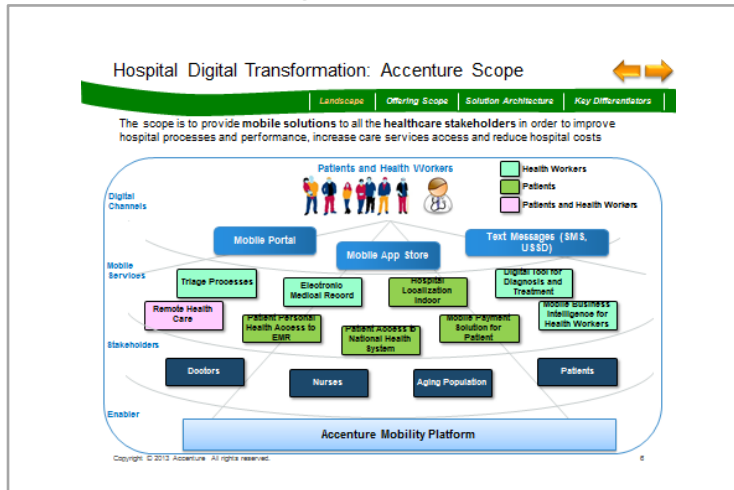 Hospital Digital Transformation: Accenture Scope
Landscape
Offering Scope
Solution Architecture
Key Differentiators
The scope is to provide mobile solutions to all the healthcare stakeholders in order to improve
hospital processes and performance, increase care services access and reduce hospital costs
Patients and Health Workers
Health Workers
Patients
Patients and Health Workers
Digital
Channels
Mobile Portal
Mobile App Store
Text Messages (SMS,
USSD)
Mobile
Services
Triage Processes
Electronic
Medical Record
Hospital
Localization
Indoor
Digital Tool for
Diagnosis and
Treatment
Remote Health
Care
Patient Personal
Health Access to
EMR
Patient Access to
National Health
System
Mobile Payment
Solution for
Patient
Mobile Business
Intelligence for
Health Workers
Stakeholders
Doctors
Nurses
Aging Population
Patients
Enabler
Accenture Mobility Platform
Copyright © 2013 Accenture All rights reserved.
6